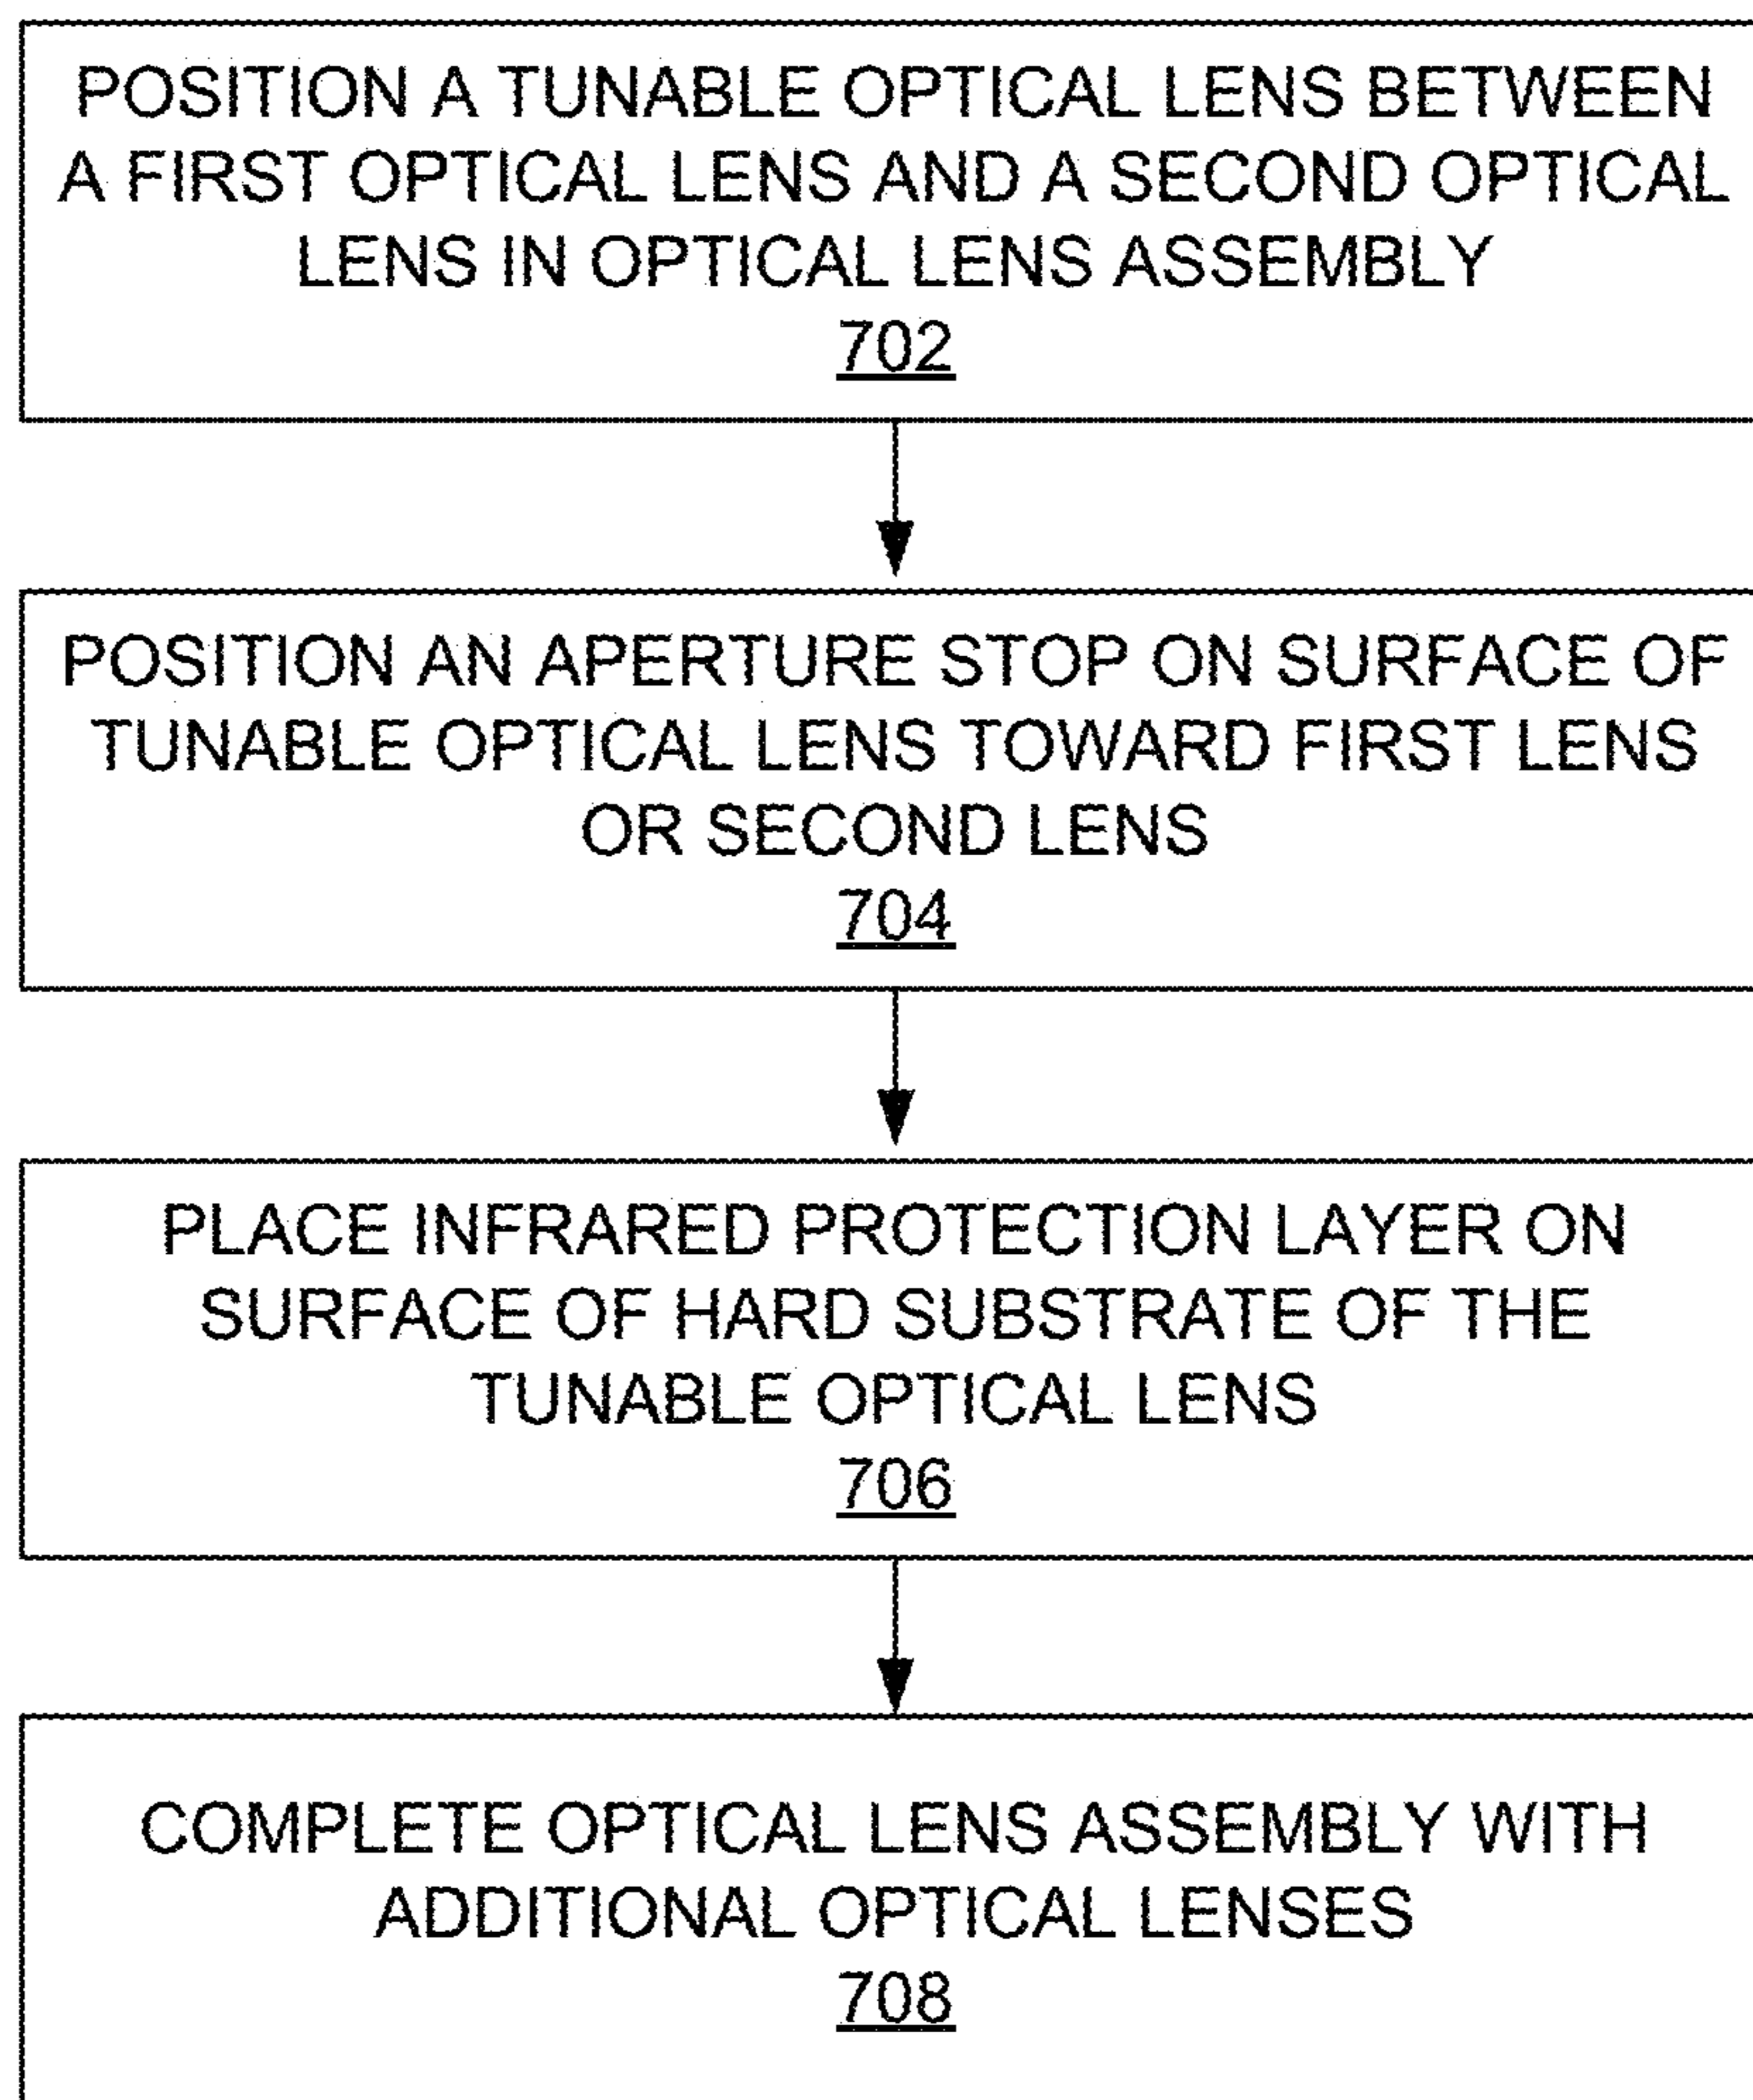 POSITION A TUNABLE OPTICAL LENS BETWEEN
A FIRST OPTICAL LENS AND A SECOND OPTICAL
LENS IN OPTICAL LENS ASSEMBLY
702
POSITION AN APERTURE STOP ON SURFACE OF
TUNABLE OPTICAL LENS TOWARD FIRST LENS
OR SECOND LENS
704
PLACE INFRARED PROTECTION LAYER ON
SURFACE OF HARD SUBSTRATE OF THE
TUNABLE OPTICAL LENS
706
COMPLETE OPTICAL LENS ASSEMBLY WITH
ADDITIONAL OPTICAL LENSES
708